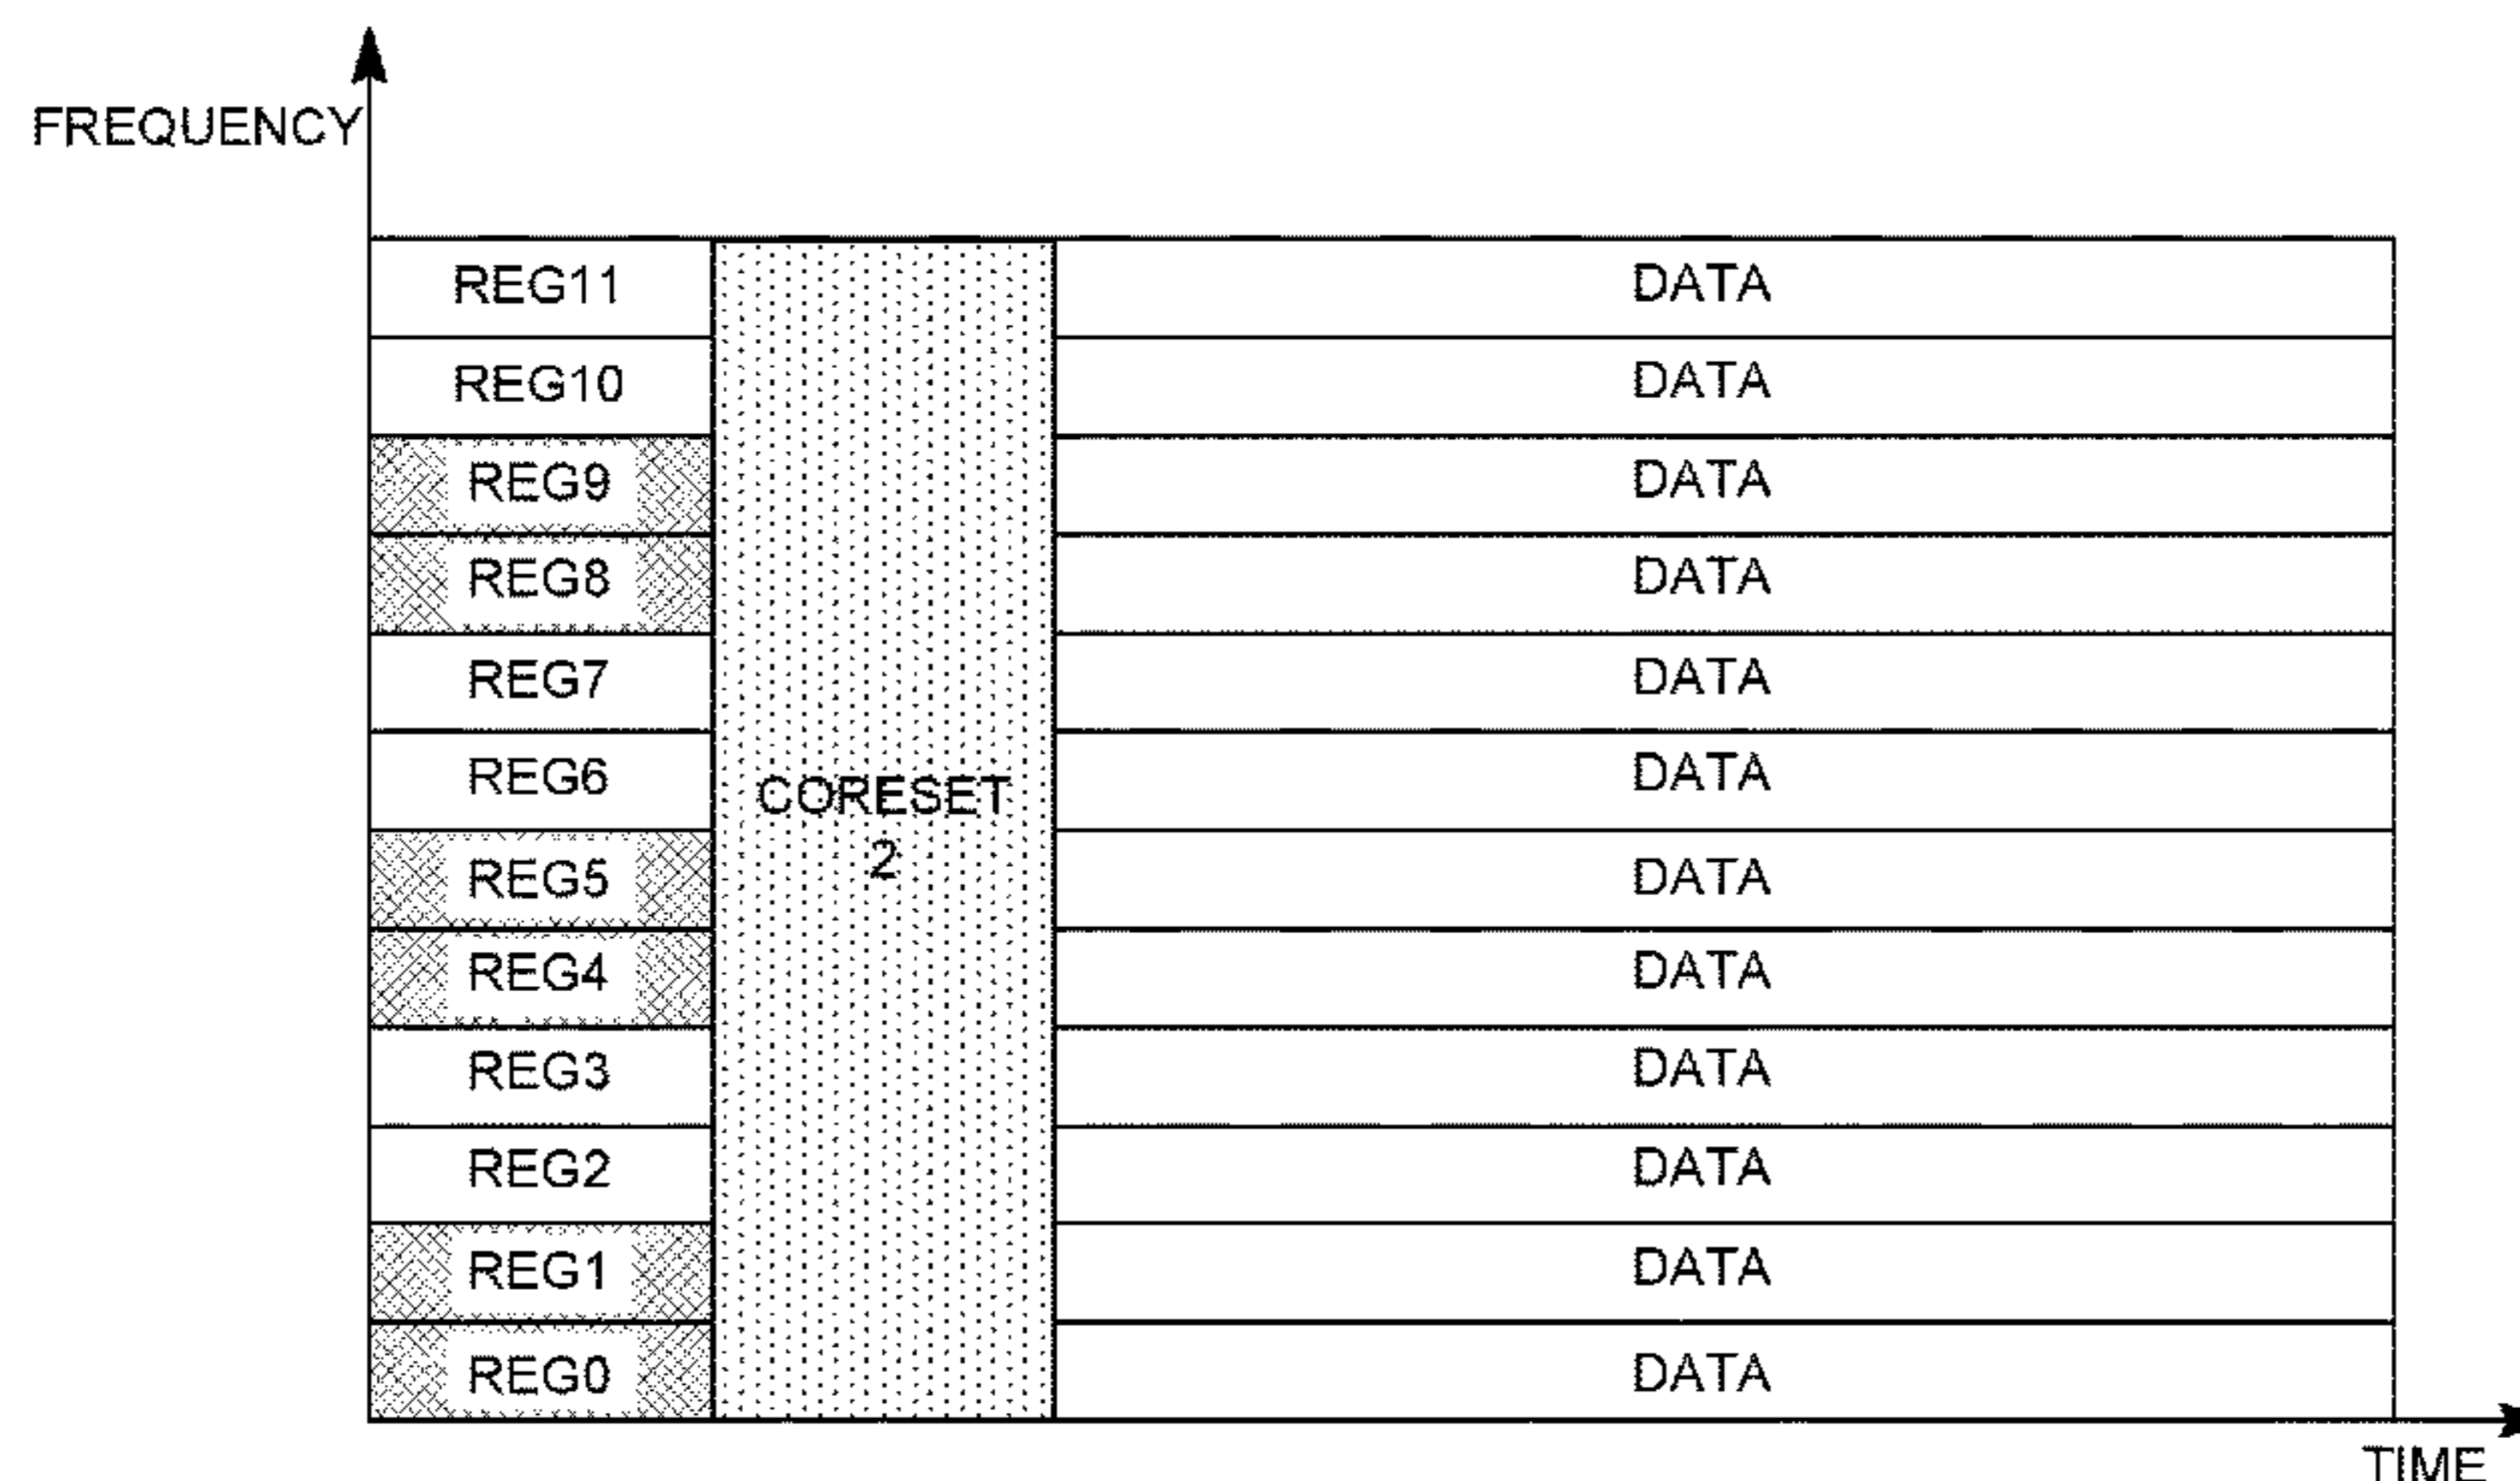 FREQUENCY
REG11 DATA
REG10 DATA
REG9 DATA
REG8 DATA
REG7 DATA
REG6 DATA
CORESET
2
REG5 DATA
REG4 DATA
REG3 DATA
REG2 DATA
REG1 DATA
REG0 DATA
TIME